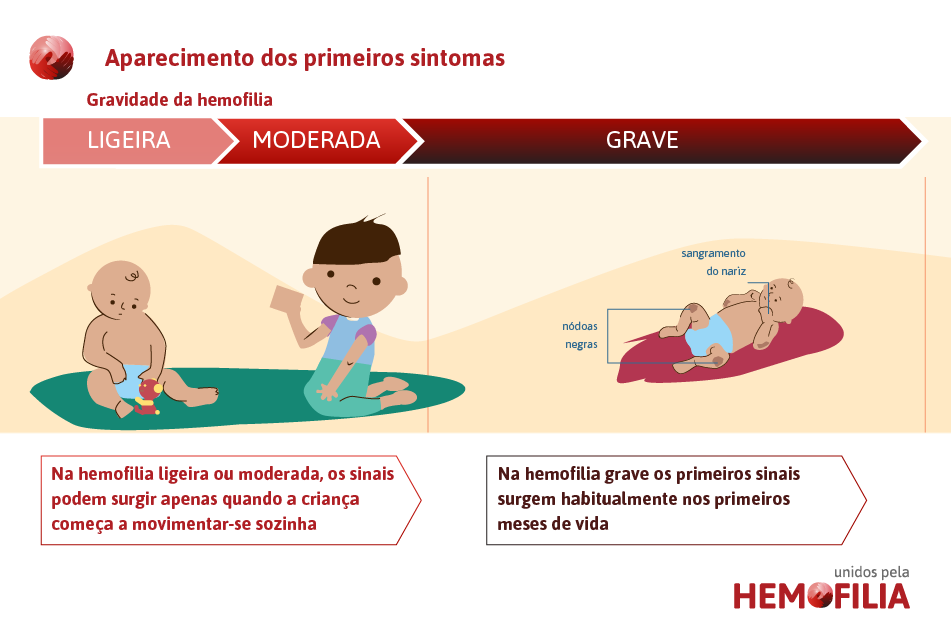 Aparecimento dos primeiros sintomas
Gravidade da hemofilia
LIGEIRA
MODERADA
GRAVE
sangramento
do nariz
nódoas
negras
Na hemofilia ligeira ou moderada, os sinais
podem surgir apenas quando a criança
começa a movimentar-se sozinha
Na hemofilia grave os primeiros sinais
surgem habitualmente nos primeiros
meses de vida
unidos pela
HEMOFILIA